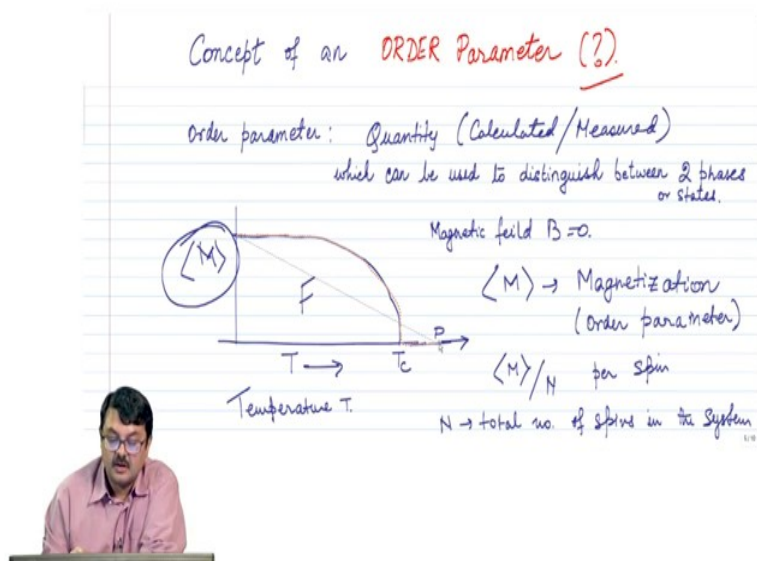 Concept of an ORDER Parameter (?).
Order parameter: Quantity (Calculated/Measured)
which can be used to distinguish between 2 phases
or states.
Magnetic feild B=0.
⟨M⟩
F
⟨M⟩ → Magnetization
(Order parameter)
P
T → Tc
⟨M⟩/N per spin
Temperature T.
N → total no. of spins in the system